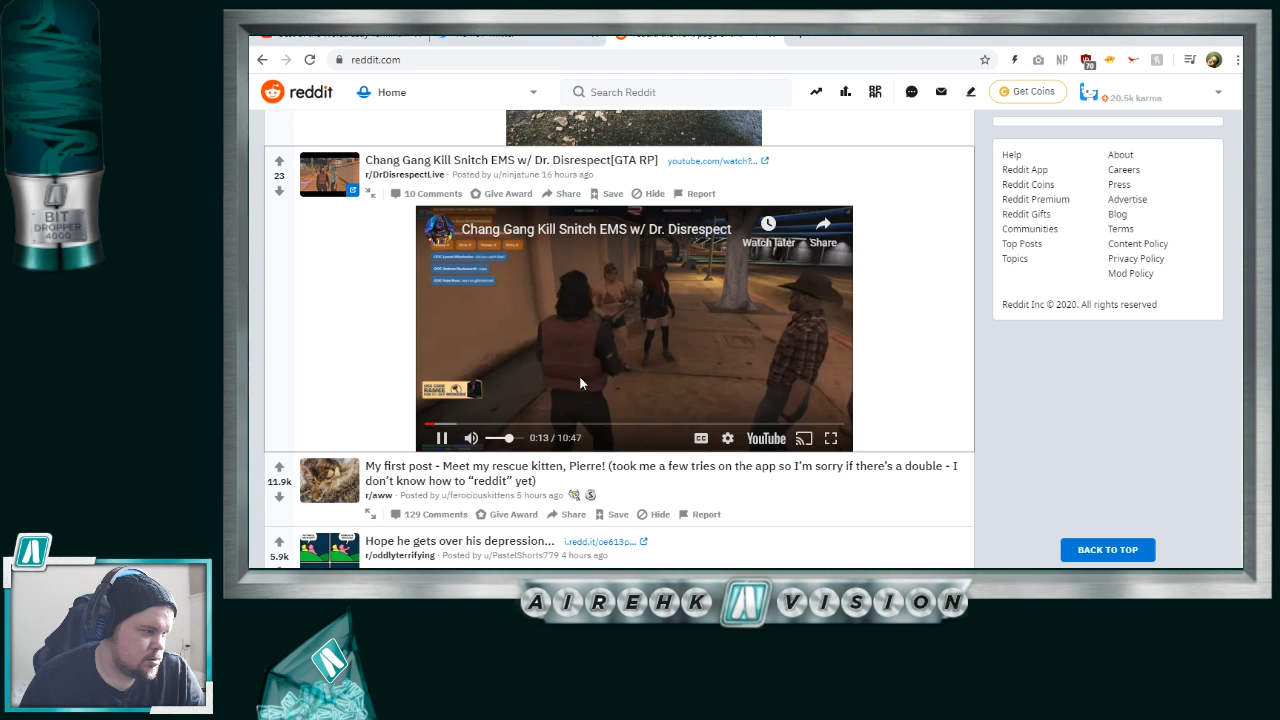 reddit.com
NP
70
reddit
Home
Search Reddit
Get Coins
20.5k karma
Chang Gang Kill Snitch EMS w/ Dr. Disrespect[GTA RP] youtube.com/watch?...
23
r/DrDisrespectLive · Posted by u/ninjatune 16 hours ago
10 Comments Give Award Share Save Hide Report
Chang Gang Kill Snitch EMS w/ Dr. Disrespect
Watch later Share
USE CODE
RAMEE
0:13 / 10:47
CC
YouTube
My first post - Meet my rescue kitten, Pierre! (took me a few tries on the app so I'm sorry if there's a double - I
don't know how to “reddit” yet)
11.9k
r/aww · Posted by u/ferociouskittens 5 hours ago
129 Comments Give Award Share Save Hide Report
Hope he gets over his depression... i.redd.it/oe613p...
5.9k
r/oddlyterrifying · Posted by u/PastelShorts779 4 hours ago
Help About
Reddit App Careers
Reddit Coins Press
Reddit Premium Advertise
Reddit Gifts Blog
Communities Terms
Top Posts Content Policy
Topics Privacy Policy
Mod Policy
Reddit Inc © 2020. All rights reserved
BACK TO TOP
BIT
DROPPER
4000
AIREHK VISION